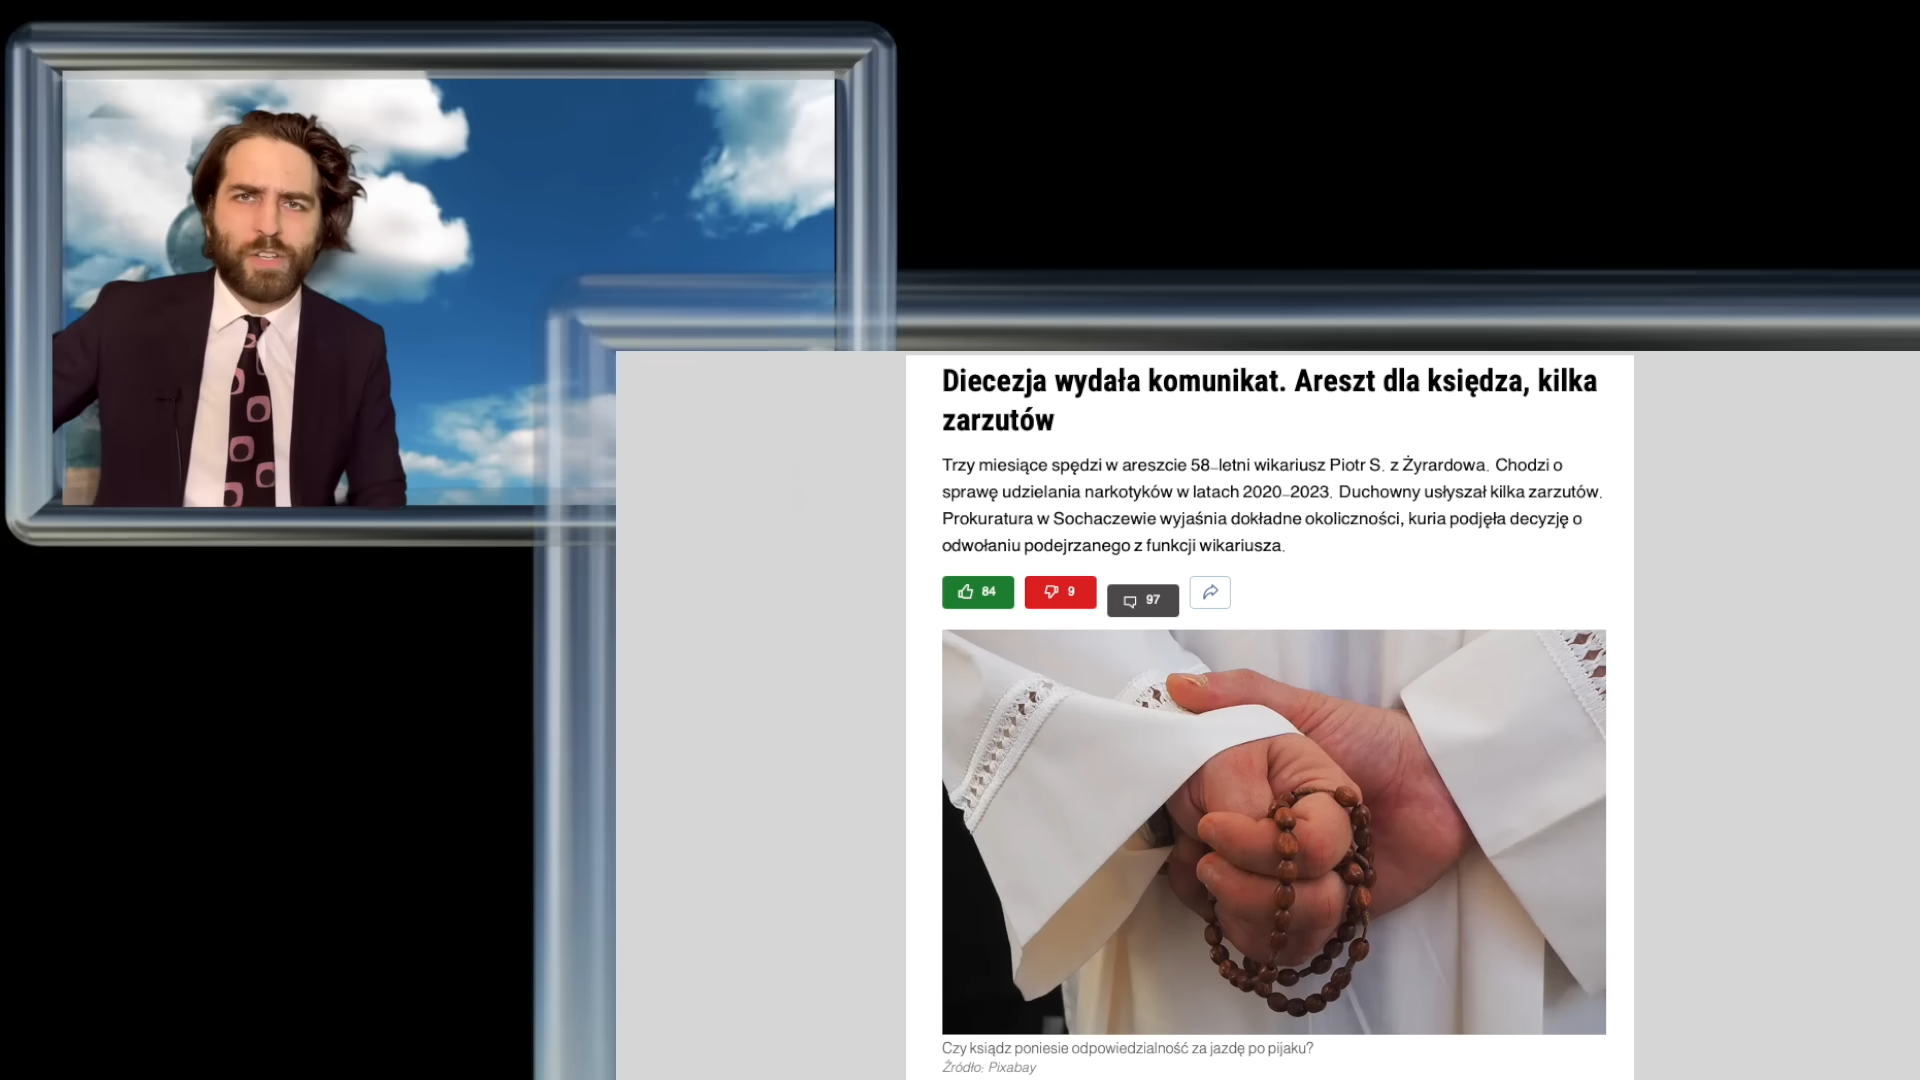 Diecezja wydała komunikat. Areszt dla księdza, kilka
zarzutów
Trzy miesiące spędzi w areszcie 58-letni wikariusz Piotr S. z Żyrardowa. Chodzi o
sprawę udzielania narkotyków w latach 2020-2023. Duchowny usłyszał kilka zarzutów.
Prokuratura w Sochaczewie wyjaśnia dokładne okoliczności, kuria podjęła decyzję o
odwołaniu podejrzanego z funkcji wikariusza.
84 9 97
Czy ksiądz poniesie odpowiedzialność za jazdę po pijaku?
Źródło: Pixabay